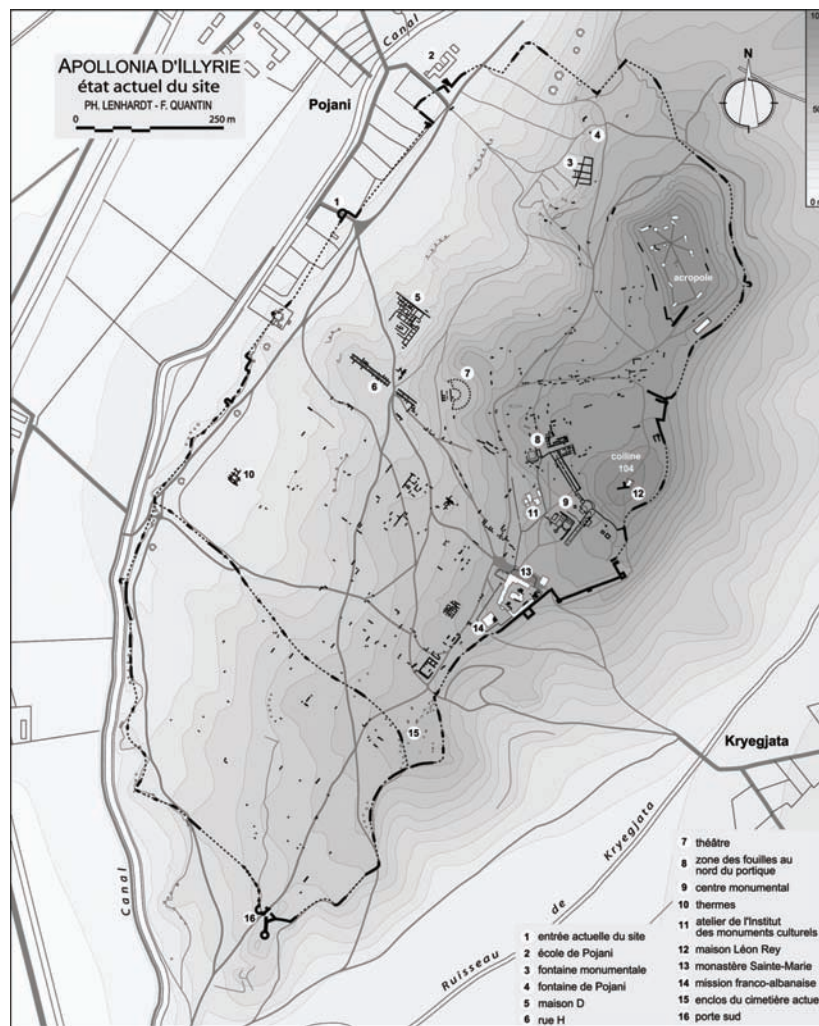 APOLLONIA D'ILLYRIE
état actuel du site
PH. LENHARDT - F. QUANTIN
0 250 m
Canal
Pojani
N
10
50
0
1
2
3
4
5
6
7
8
9
10
11
12
13
14
15
16
acropole
colline
104
Kryegjata
Canal
Ruisseau de Kryegjata
1 entrée actuelle du site
2 école de Pojani
3 fontaine monumentale
4 fontaine de Pojani
5 maison D
6 rue H
7 théâtre
8 zone des fouilles au
nord du portique
9 centre monumental
10 thermes
11 atelier de l'Institut
des monuments culturels
12 maison Léon Rey
13 monastère Sainte-Marie
14 mission franco-albanaise
15 enclos du cimetière actue
16 porte sud